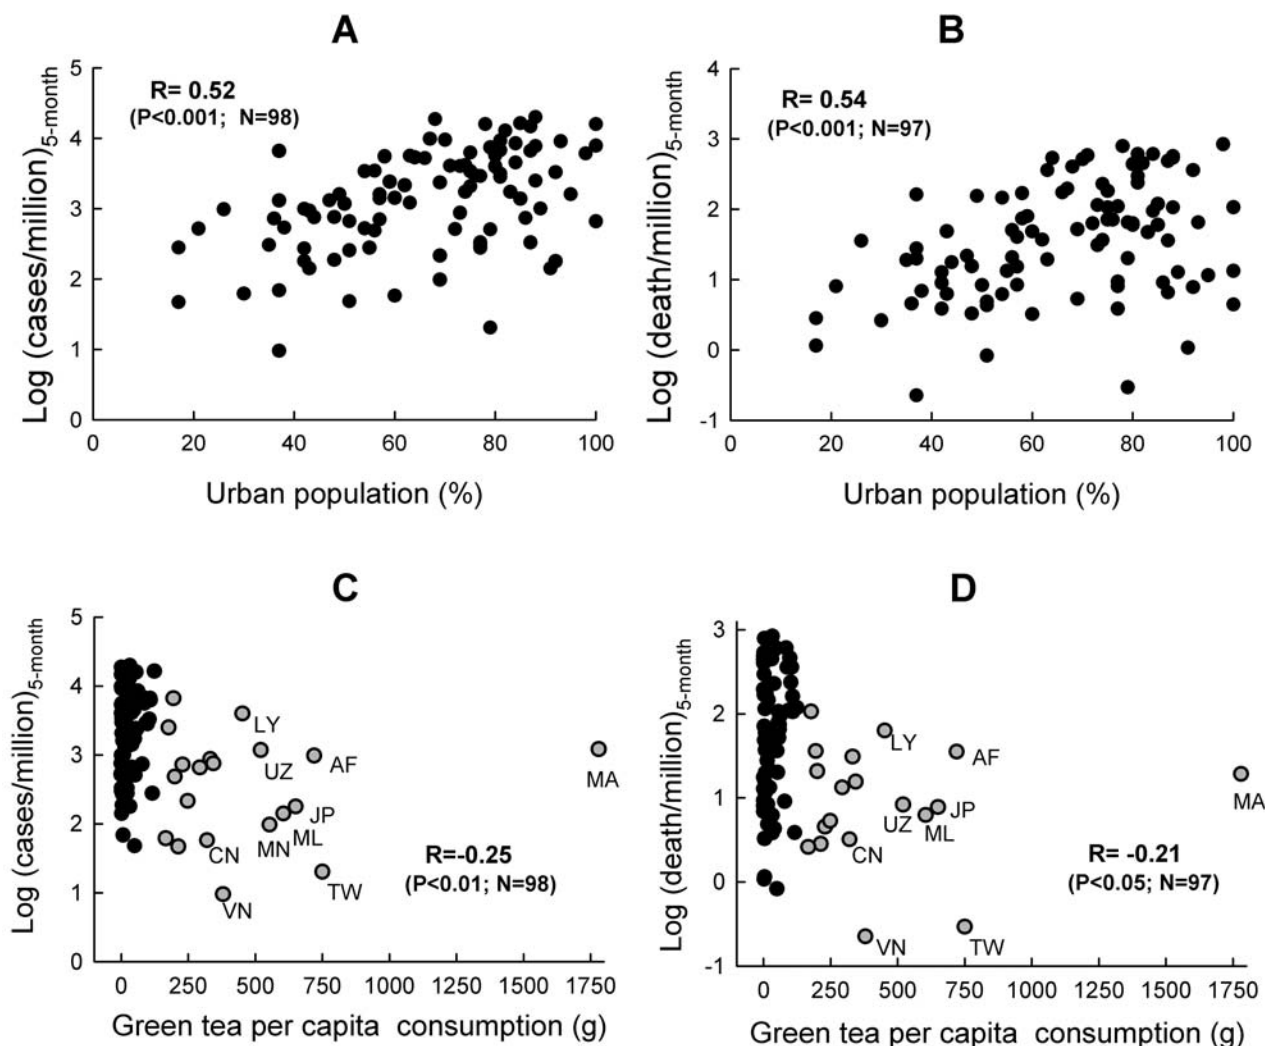 A
R= 0.52
(P<0.001; N=98)
Log (cases/million)5-month
5
4
3
2
1
0
0 20 40 60 80 100
Urban population (%)
B
R= 0.54
(P<0.001; N=97)
Log (death/million)5-month
4
3
2
1
0
-1
0 20 40 60 80 100
Urban population (%)
C
Log (cases/million)5-month
5
4
3
2
1
0
LY
UZ
AF
MA
JP
ML
MN
CN
TW
VN
R=-0.25
(P<0.01; N=98)
0 250 500 750 1000 1250 1500 1750
Green tea per capita consumption (g)
D
Log (death/million)5-month
3
2
1
0
-1
LY
AF
MA
JP
UZ
ML
CN
VN
TW
R= -0.21
(P<0.05; N=97)
0 250 500 750 1000 1250 1500 1750
Green tea per capita consumption (g)